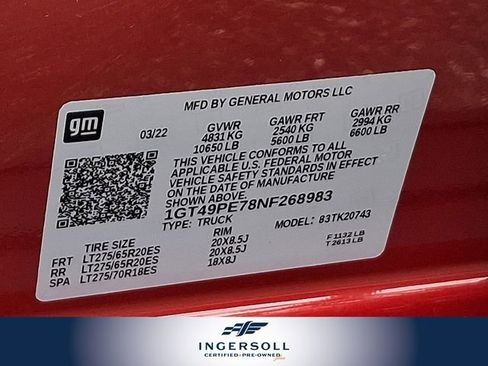 gm
MFD BY GENERAL MOTORS LLC
03/22
GVWR GAWR FRT GAWR RR
4831 KG 2540 KG 2994 KG
10650 LB 5600 LB 6600 LB
THIS VEHICLE CONFORMS TO ALL
APPLICABLE U.S. FEDERAL MOTOR
VEHICLE SAFETY STANDARDS IN EFFECT
ON THE DATE OF MANUFACTURE
SHOWN ABOVE.
1GT49PE78NF268983
TYPE: TRUCK MODEL: 83TK20743
TIRE SIZE RIM
FRT LT275/65R20ES 20X8.5J F 1132 LB
RR LT275/65R20ES 20X8.5J T 2613 LB
SPA LT275/70R18ES 18X8J
INGERSOLL
CERTIFIED-PRE-OWNED